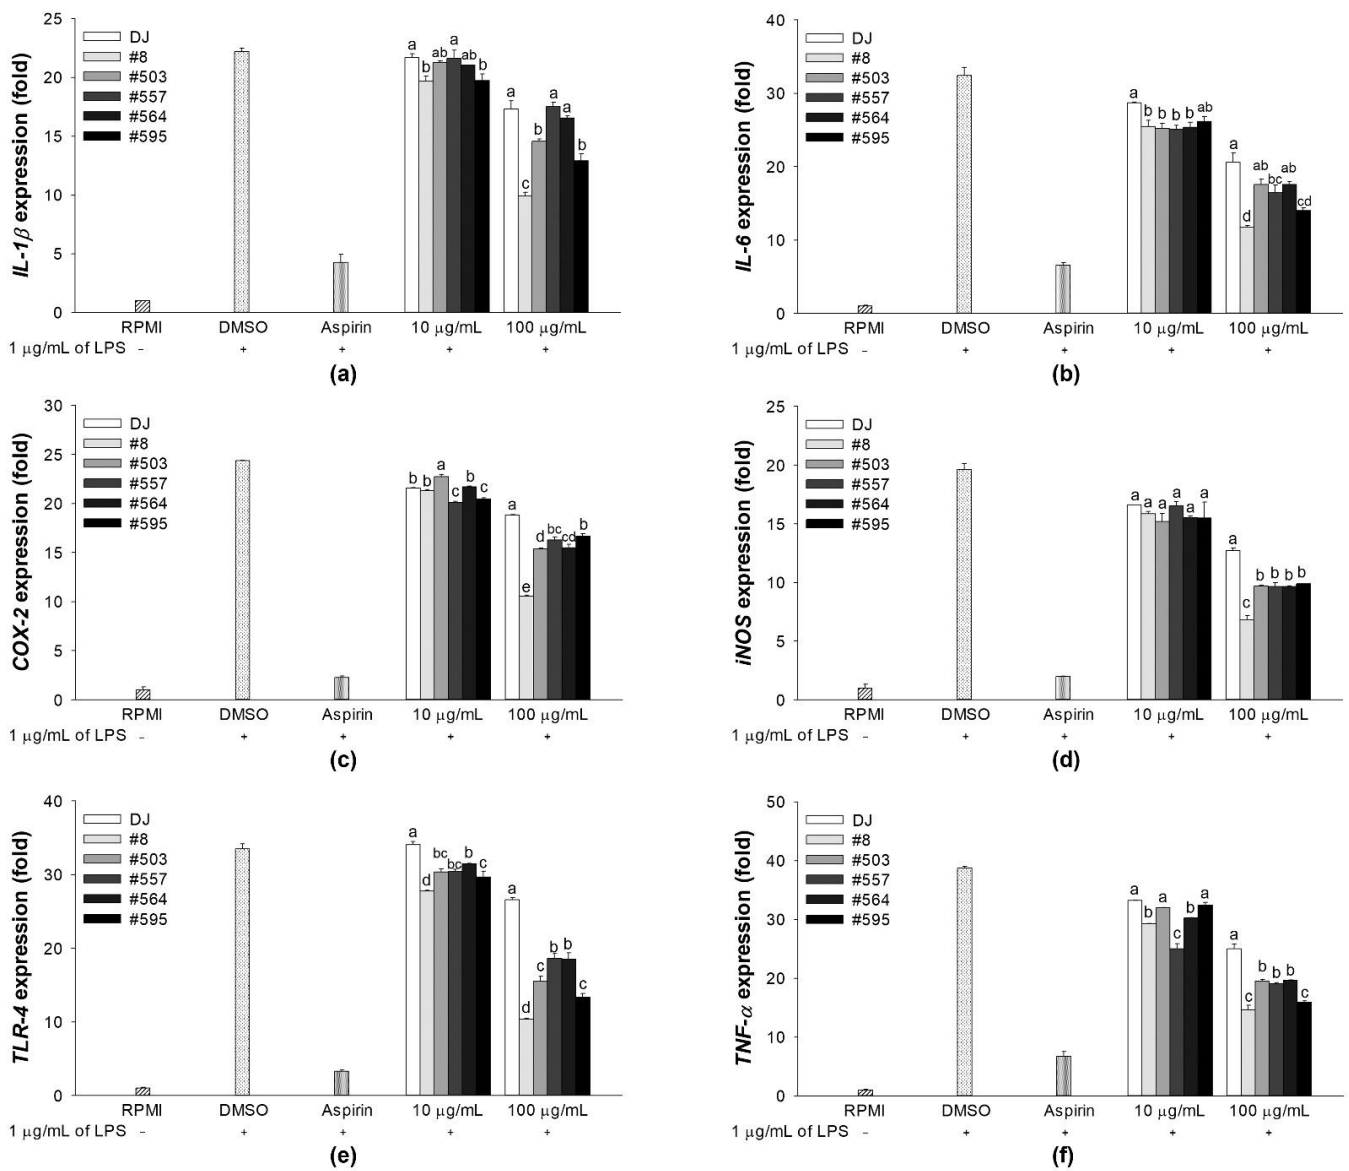 IL-1β expression (fold)
25
20
15
10
5
0
DJ
#8
#503
#557
#564
#595
a b ab a ab b
a c b a a b
RPMI DMSO Aspirin 10 μg/mL 100 μg/mL
1 μg/mL of LPS - + + + +
(a)
IL-6 expression (fold)
40
30
20
10
0
DJ
#8
#503
#557
#564
#595
a b b b b ab
a d ab bc ab cd
RPMI DMSO Aspirin 10 μg/mL 100 μg/mL
1 μg/mL of LPS - + + + +
(b)
COX-2 expression (fold)
30
25
20
15
10
5
0
DJ
#8
#503
#557
#564
#595
b b a c b c
a e d bc cd b
RPMI DMSO Aspirin 10 μg/mL 100 μg/mL
1 μg/mL of LPS - + + + +
(c)
iNOS expression (fold)
25
20
15
10
5
0
DJ
#8
#503
#557
#564
#595
a a a a a a
a c b b b b
RPMI DMSO Aspirin 10 μg/mL 100 μg/mL
1 μg/mL of LPS - + + + +
(d)
TLR-4 expression (fold)
40
30
20
10
0
DJ
#8
#503
#557
#564
#595
a d bc bc b c
a d c b b c
RPMI DMSO Aspirin 10 μg/mL 100 μg/mL
1 μg/mL of LPS - + + + +
(e)
TNF-α expression (fold)
50
40
30
20
10
0
DJ
#8
#503
#557
#564
#595
a b a c b a
a c b b b c
RPMI DMSO Aspirin 10 μg/mL 100 μg/mL
1 μg/mL of LPS - + + + +
(f)